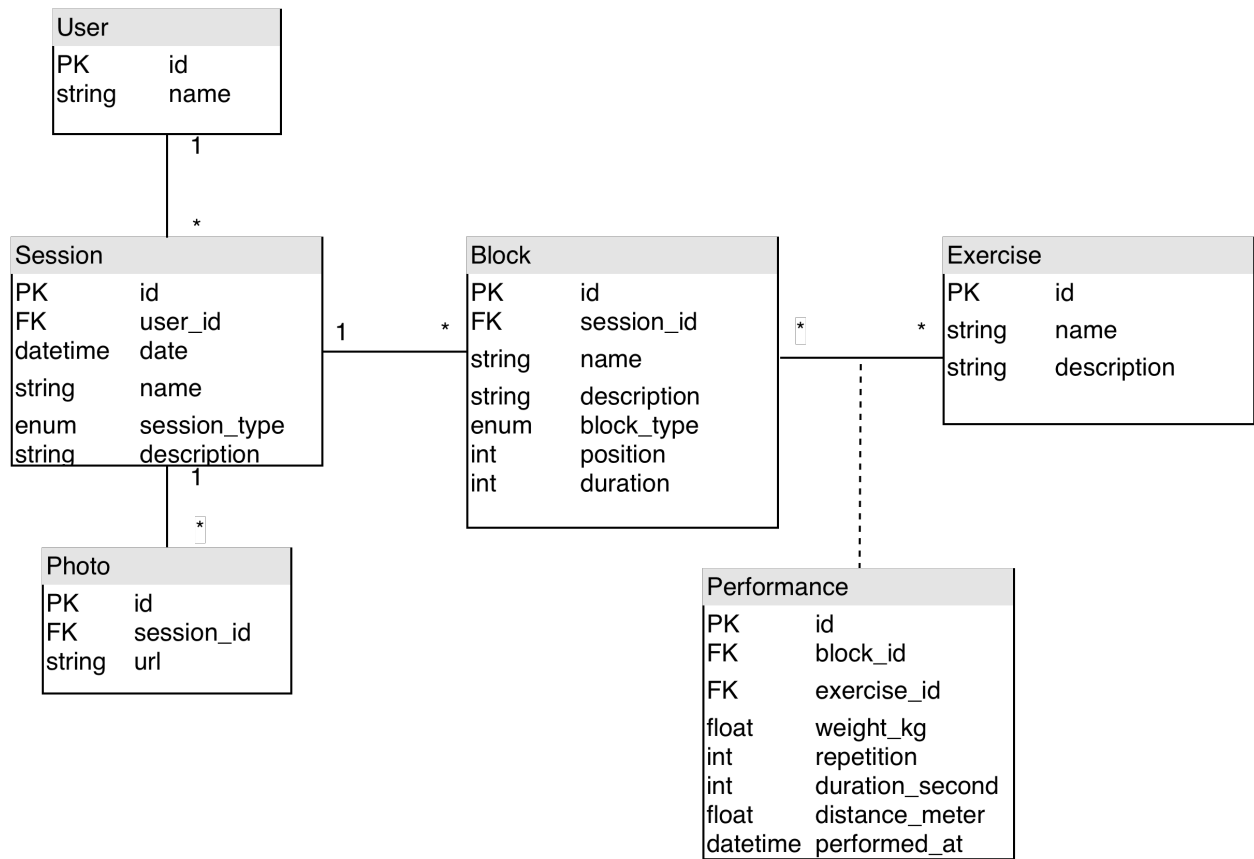 User
PK id
string name
1
*
Session
PK id
FK user_id
datetime date
string name
enum session_type
string description
1
*
Block
PK id
FK session_id
string name
string description
enum block_type
int position
int duration
*
*
Exercise
PK id
string name
string description
1
*
Photo
PK id
FK session_id
string url
Performance
PK id
FK block_id
FK exercise_id
float weight_kg
int repetition
int duration_second
float distance_meter
datetime performed_at